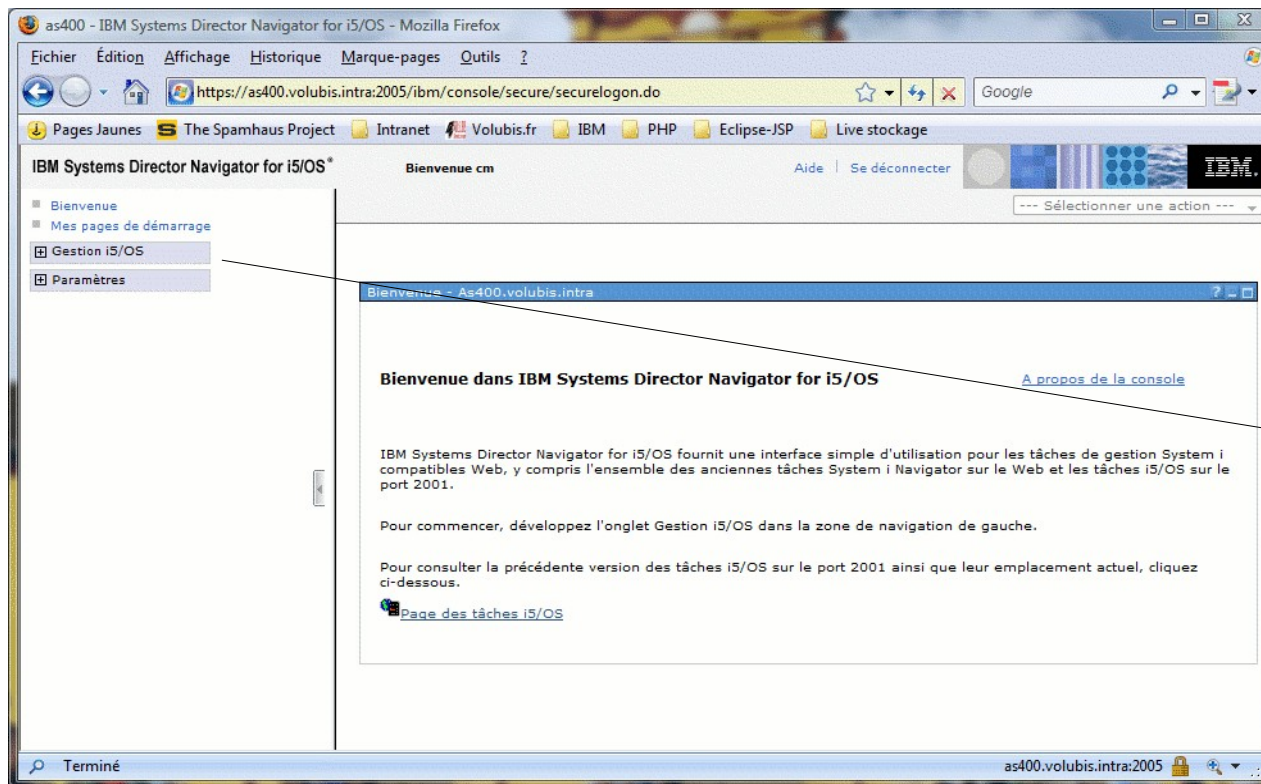 as400 - IBM Systems Director Navigator for i5/OS - Mozilla Firefox
Fichier Édition Affichage Historique Marque-pages Outils ?
https://as400.volubis.intra:2005/ibm/console/secure/securelogon.do
Google
Pages Jaunes The Spamhaus Project Intranet Volubis.fr IBM PHP Eclipse-JSP Live stockage
IBM Systems Director Navigator for i5/OS® Bienvenue cm Aide Se déconnecter IBM.
--- Sélectionner une action ---
Bienvenue
Mes pages de démarrage
Gestion i5/OS
Paramètres
Bienvenue - As400.volubis.intra
Bienvenue dans IBM Systems Director Navigator for i5/OS
A propos de la console
IBM Systems Director Navigator for i5/OS fournit une interface simple d'utilisation pour les tâches de gestion System i
compatibles Web, y compris l'ensemble des anciennes tâches System i Navigator sur le Web et les tâches i5/OS sur le
port 2001.
Pour commencer, développez l'onglet Gestion i5/OS dans la zone de navigation de gauche.
Pour consulter la précédente version des tâches i5/OS sur le port 2001 ainsi que leur emplacement actuel, cliquez
ci-dessous.
Page des tâches i5/OS
Terminé
as400.volubis.intra:2005